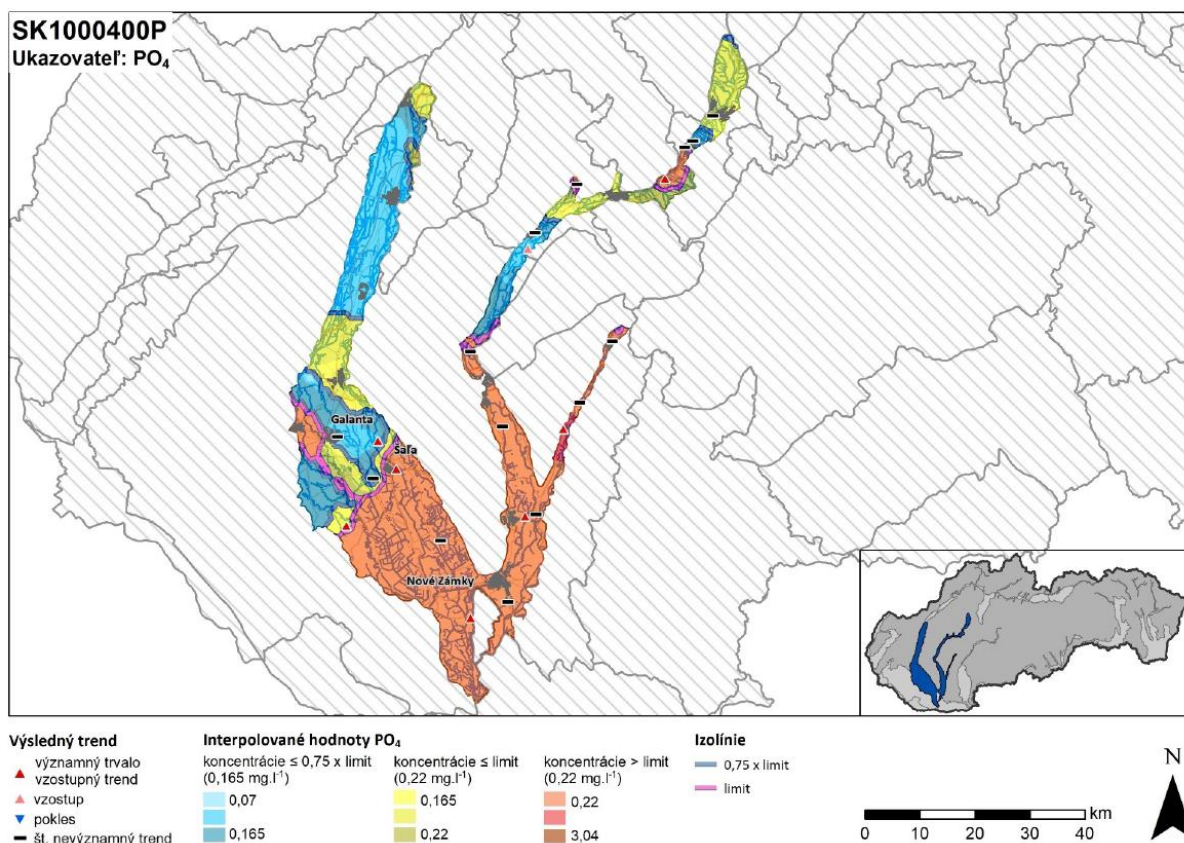 SK1000400P
Ukazovateľ: PO₄
Galanta
Šaľa
Nové Zámky
Výsledný trend
významný trvalo
vzostupný trend
vzostup
pokles
št. nevýznamný trend
Interpolované hodnoty PO₄
koncentrácie ≤ 0,75 x limit
(0,165 mg.l⁻¹)
0,07
0,165
koncentrácie ≤ limit
(0,22 mg.l⁻¹)
0,165
0,22
koncentrácie > limit
(0,22 mg.l⁻¹)
0,22
3,04
Izolínie
0,75 x limit
limit
N
km
0 10 20 30 40